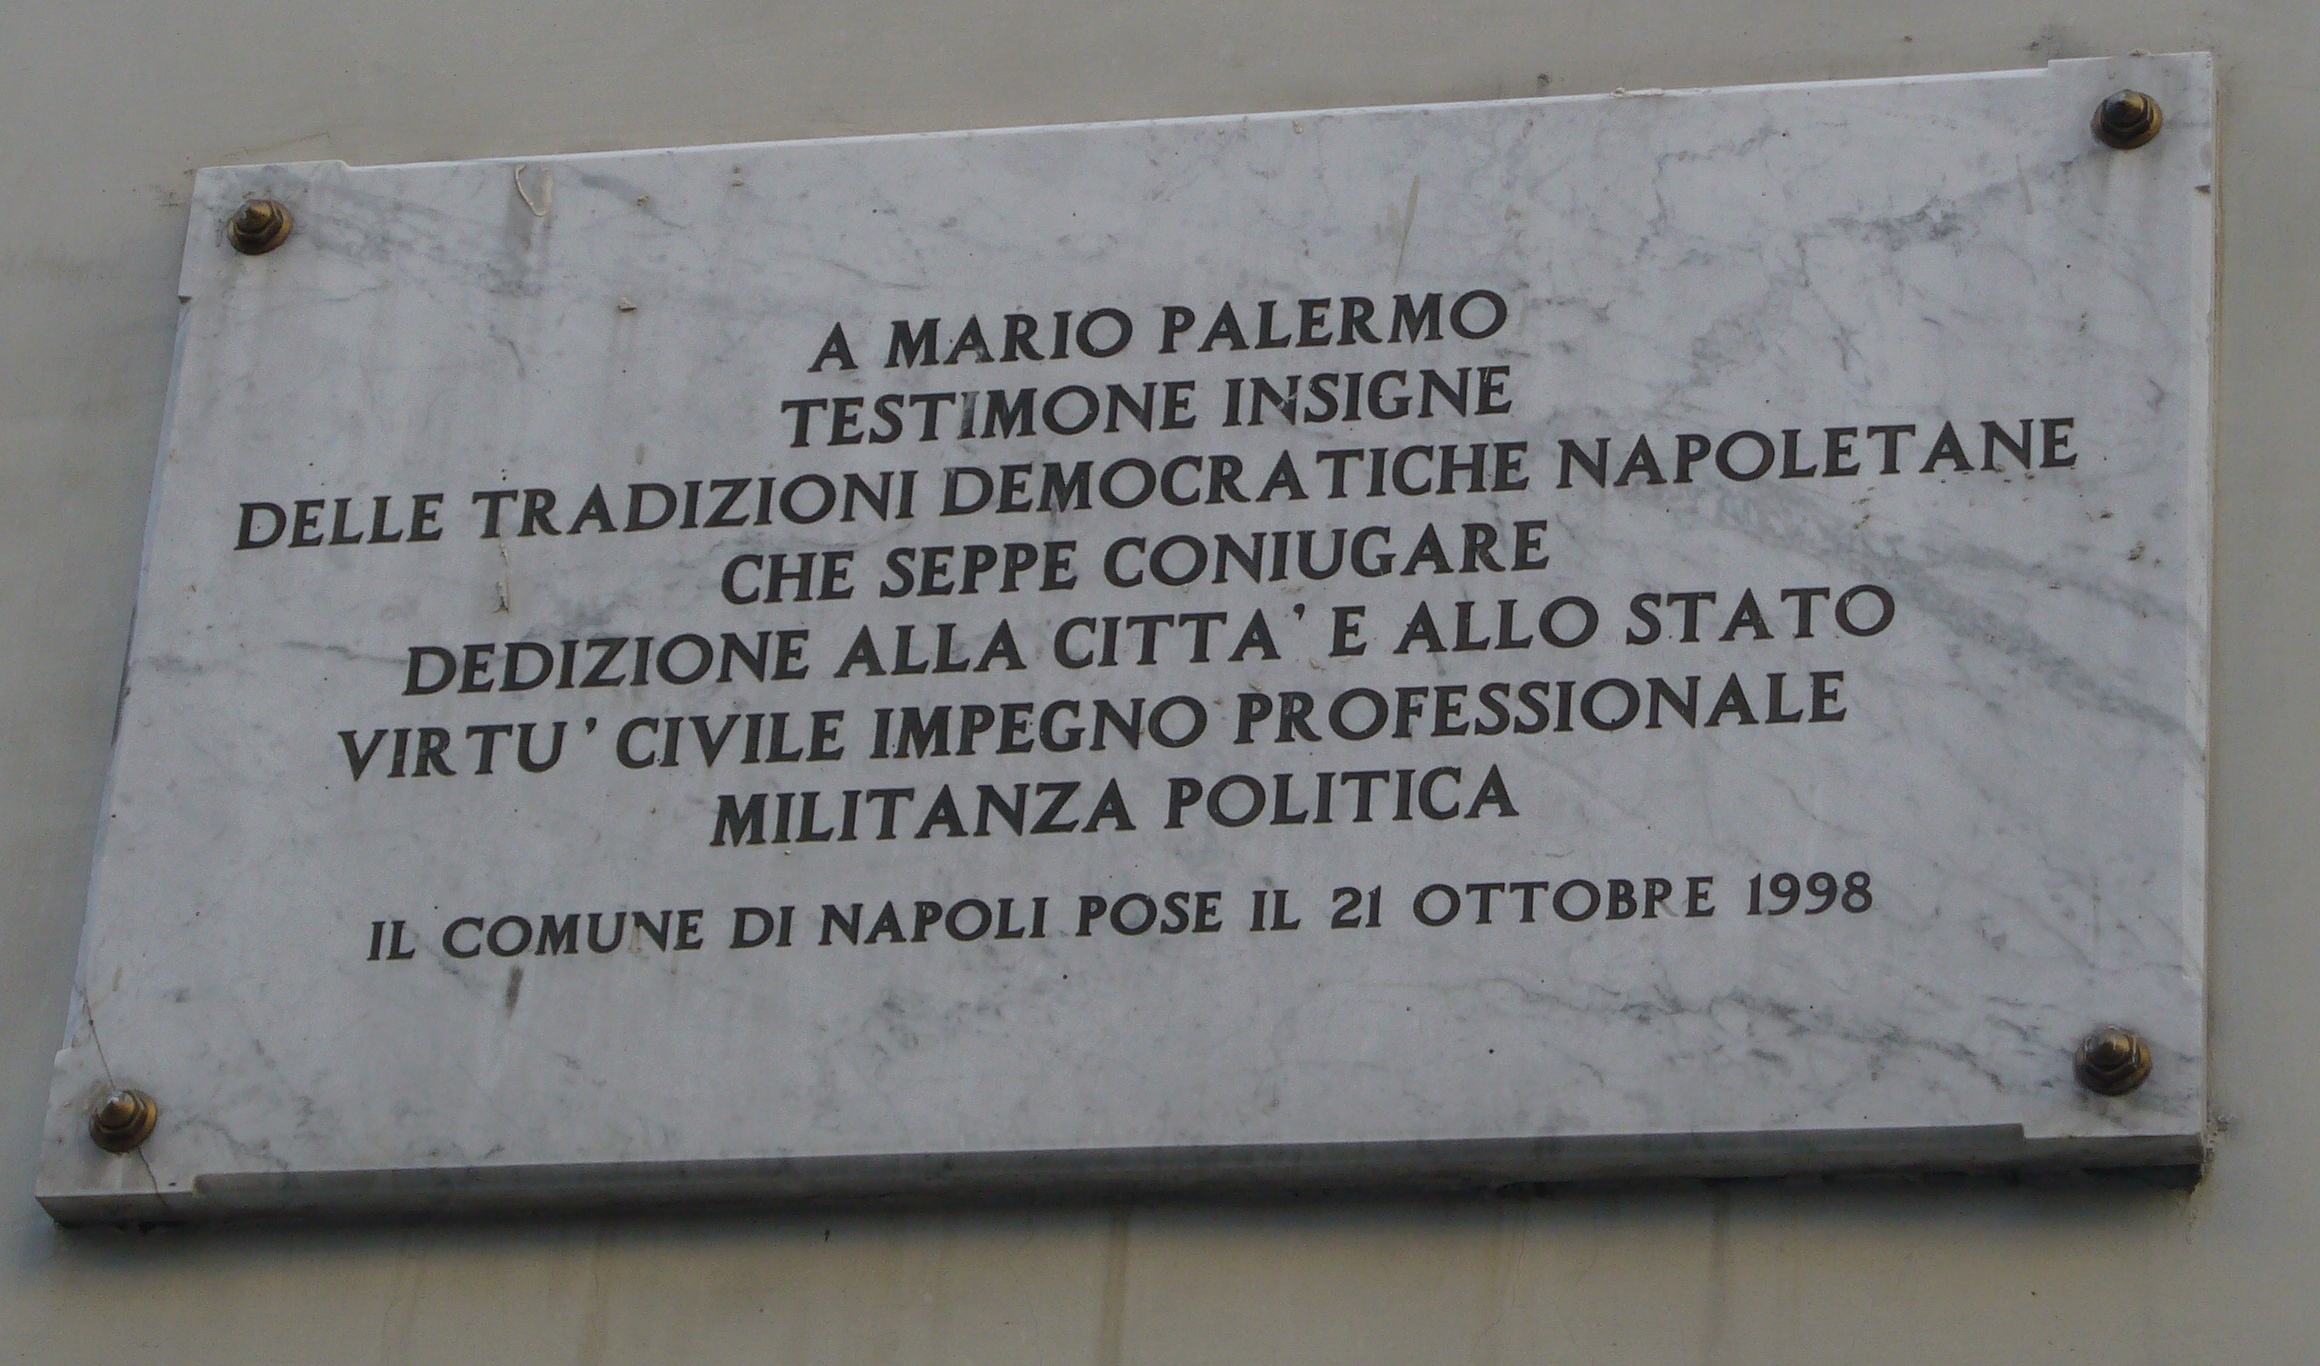 A MARIO PALERMO
TESTIMONE INSIGNE
DELLE TRADIZIONI DEMOCRATICHE NAPOLETANE
CHE SEPPE CONIUGARE
DEDIZIONE ALLA CITTA' E ALLO STATO
VIRTU' CIVILE IMPEGNO PROFESSIONALE
MILITANZA POLITICA
IL COMUNE DI NAPOLI POSE IL 21 OTTOBRE 1998